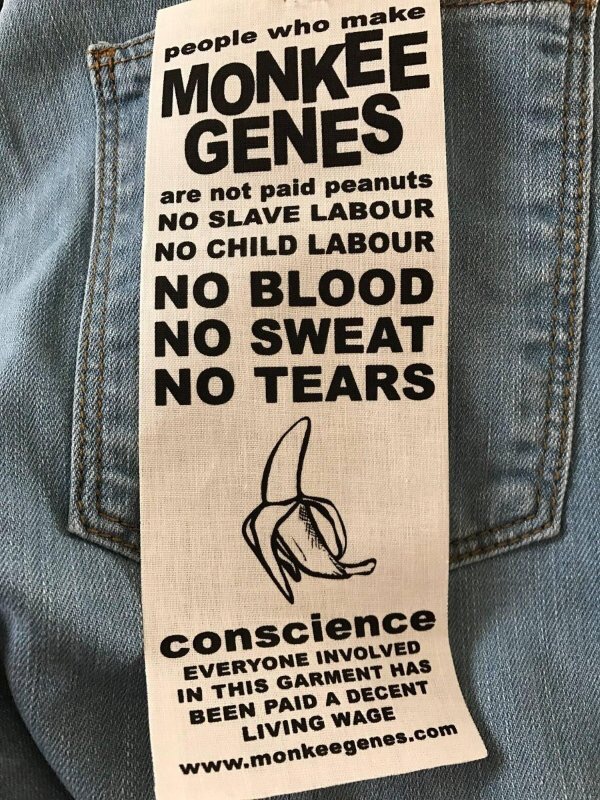 people who make
MONKEE
GENES
are not paid peanuts
NO SLAVE LABOUR
NO CHILD LABOUR
NO BLOOD
NO SWEAT
NO TEARS
conscience
EVERYONE INVOLVED
IN THIS GARMENT HAS
BEEN PAID A DECENT
LIVING WAGE
www.monkeegenes.com